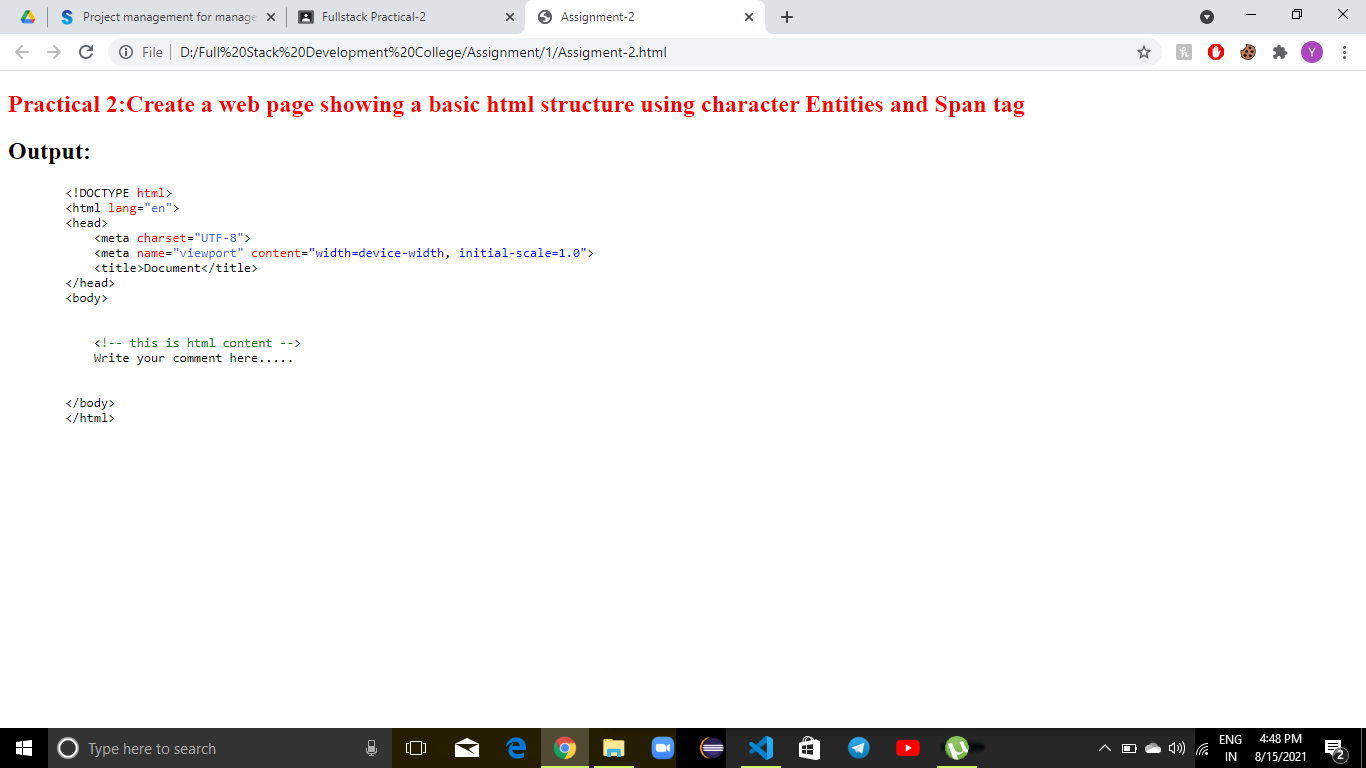 Project management for manage
Fullstack Practical-2
Assignment-2
File | D:/Full%20Stack%20Development%20College/Assignment/1/Assigment-2.html
Y
Practical 2:Create a web page showing a basic html structure using character Entities and Span tag
Output:
<!DOCTYPE html>
<html lang="en">
<head>
    <meta charset="UTF-8">
    <meta name="viewport" content="width=device-width, initial-scale=1.0">
    <title>Document</title>
</head>
<body>
    <!-- this is html content -->
    Write your comment here.....
</body>
</html>
Type here to search
ENG
IN
4:48 PM
8/15/2021
2